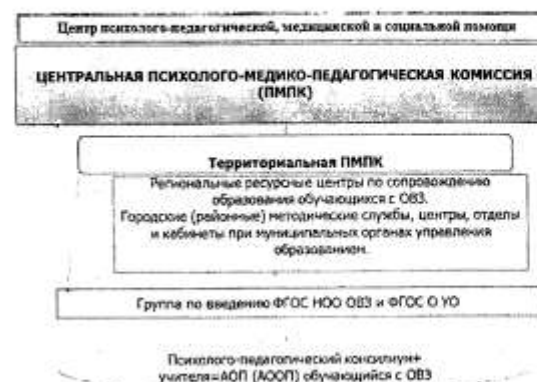 Центр психолого-педагогической, медицинской и социальной помощи
ЦЕНТРАЛЬНАЯ ПСИХОЛОГО-МЕДИКО-ПЕДАГОГИЧЕСКАЯ КОМИССИЯ
(ПМПК)
Территориальная ПМПК
Региональные ресурсные центры по сопровождению
образования обучающихся с ОВЗ.
Городские (районные) методические службы, центры, отделы
и кабинеты при муниципальных органах управления
образованием.
Группа по введению ФГОС НОО ОВЗ и ФГОС О УО
Психолого-педагогический консилиум+
учителя=АОП (АООП) обучающийся с ОВЗ